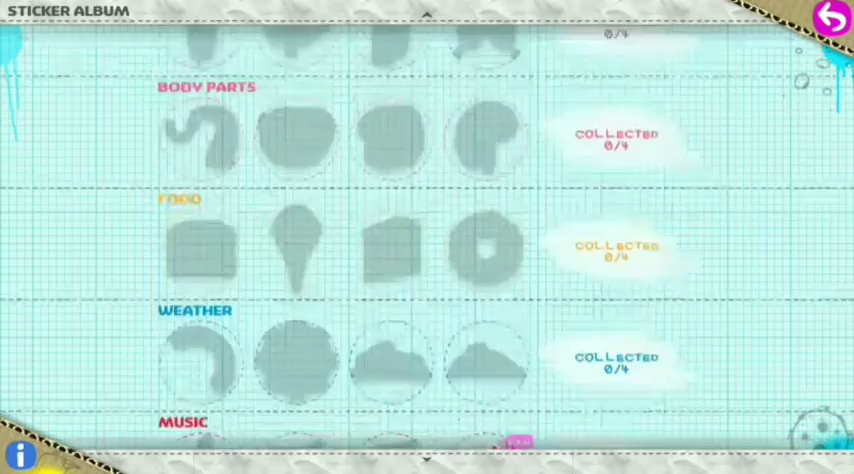 STICKER ALBUM
0/4
BODY PARTS
COLLECTED
0/4
FOOD
COLLECTED
0/4
WEATHER
COLLECTED
0/4
MUSIC
i